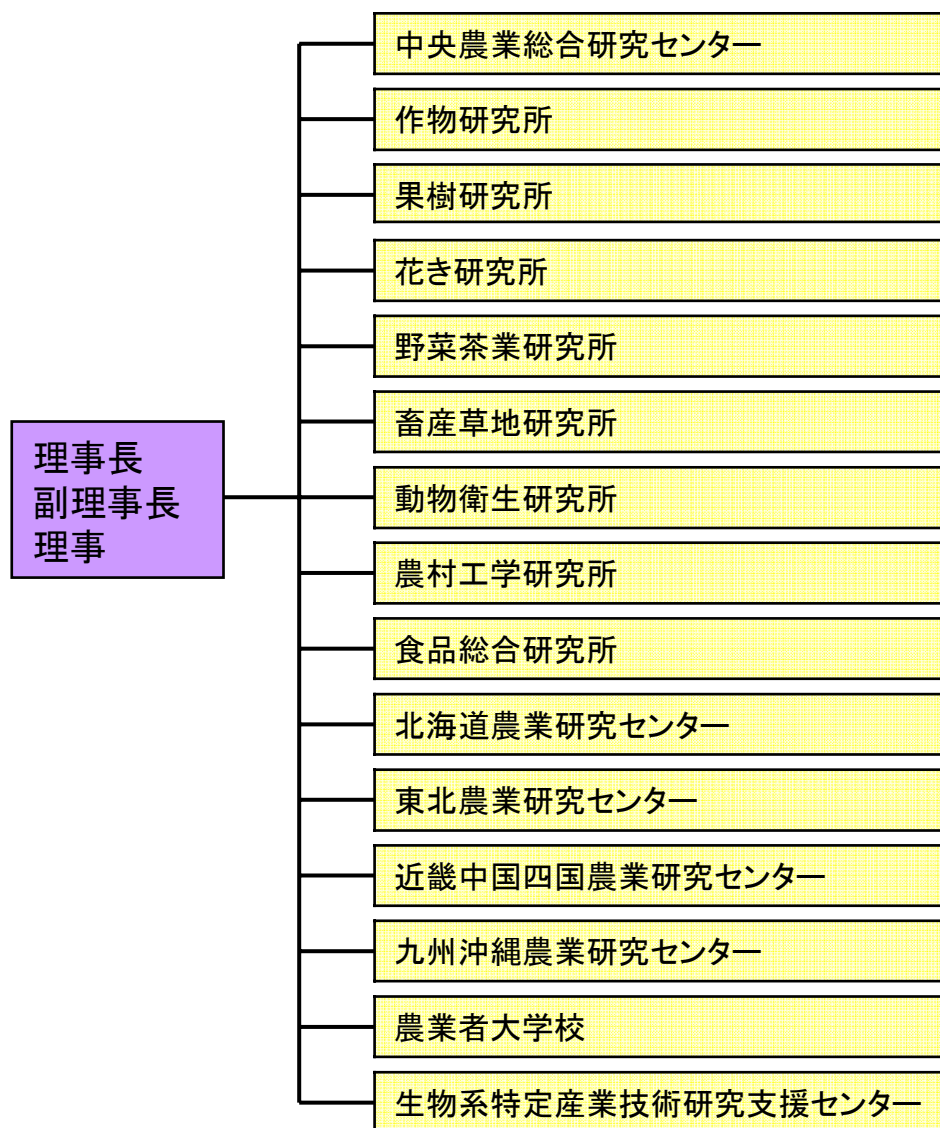 中央農業総合研究センター
作物研究所
果樹研究所
花き研究所
野菜茶業研究所
畜産草地研究所
理事長
副理事長
理事
動物衛生研究所
農村工学研究所
食品総合研究所
北海道農業研究センター
東北農業研究センター
近畿中国四国農業研究センター
九州沖縄農業研究センター
農業者大学校
生物系特定産業技術研究支援センター